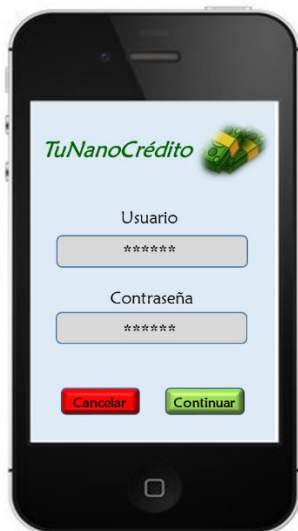 TuNanoCrédito
Usuario
******
Contraseña
******
Cancelar Continuar